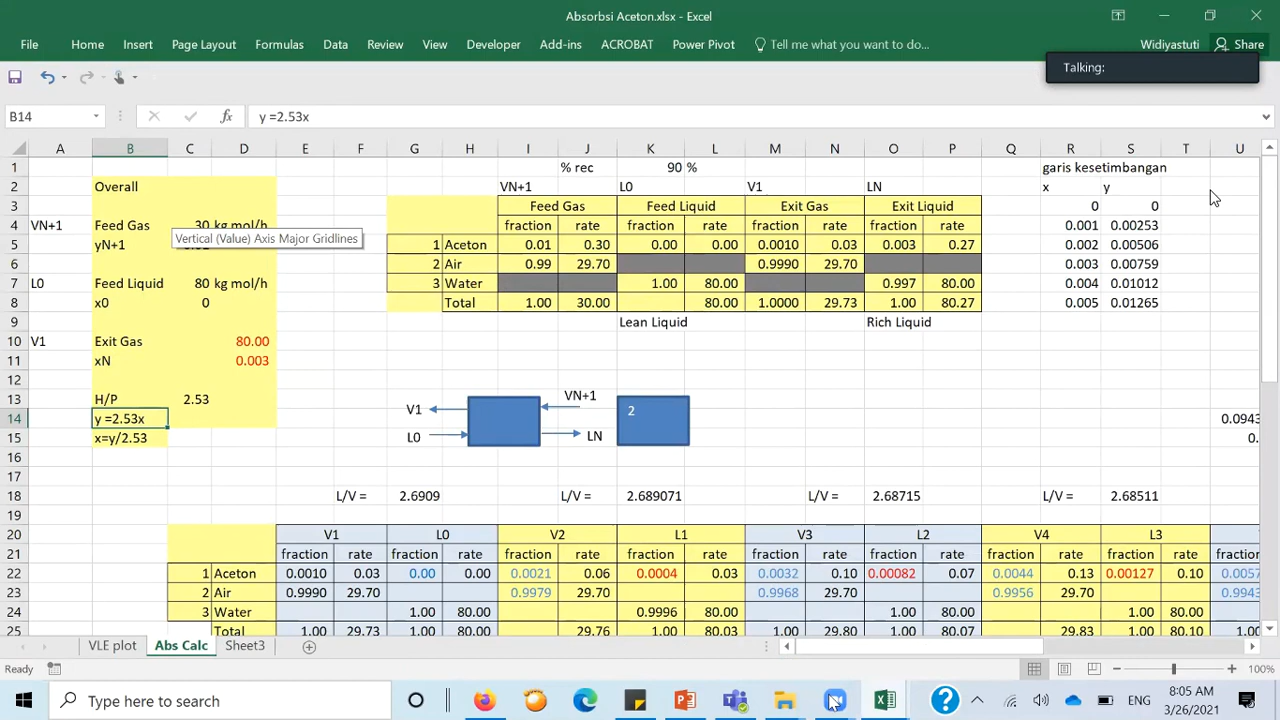 Absorbsi Aceton.xlsx - Excel
File Home Insert Page Layout Formulas Data Review View Developer Add-ins ACROBAT Power Pivot Tell me what you want to do... Widiyastuti Share
Talking:
B14 fx y =2.53x
A B C D E F G H I J K L M N O P Q R S T U
1 % rec 90 % garis kesetimbangan
2 Overall VN+1 L0 V1 LN x y
3 Feed Gas Feed Liquid Exit Gas Exit Liquid 0 0
4 VN+1 Feed Gas 30 kg mol/h fraction rate fraction rate fraction rate fraction rate 0.001 0.00253
Vertical (Value) Axis Major Gridlines
5 yN+1 1 Aceton 0.01 0.30 0.00 0.00 0.0010 0.03 0.003 0.27 0.002 0.00506
6 2 Air 0.99 29.70 0.9990 29.70 0.003 0.00759
7 L0 Feed Liquid 80 kg mol/h 3 Water 1.00 80.00 0.997 80.00 0.004 0.01012
8 x0 0 Total 1.00 30.00 80.00 1.0000 29.73 1.00 80.27 0.005 0.01265
9 Lean Liquid Rich Liquid
10 V1 Exit Gas 80.00
11 xN 0.003
12
13 H/P 2.53 V1 VN+1 2
14 y =2.53x 0.0943
15 x=y/2.53 L0 LN 0.
16
17
18 L/V = 2.6909 L/V = 2.689071 L/V = 2.68715 L/V = 2.68511
19
20 V1 L0 V2 L1 V3 L2 V4 L3
21 fraction rate fraction rate fraction rate fraction rate fraction rate fraction rate fraction rate fraction rate fraction
22 1 Aceton 0.0010 0.03 0.00 0.00 0.0021 0.06 0.0004 0.03 0.0032 0.10 0.00082 0.07 0.0044 0.13 0.00127 0.10 0.0057
23 2 Air 0.9990 29.70 0.9979 29.70 0.9968 29.70 0.9956 29.70 0.9943
24 3 Water 1.00 80.00 0.9996 80.00 1.00 80.00 1.00 80.00
25 Total 1.00 29.73 1.00 80.00 29.76 1.00 80.03 1.00 29.80 1.00 80.07 29.83 1.00 80.10 1.00
VLE plot Abs Calc Sheet3
Ready 100%
Type here to search ENG 8:05 AM
3/26/2021